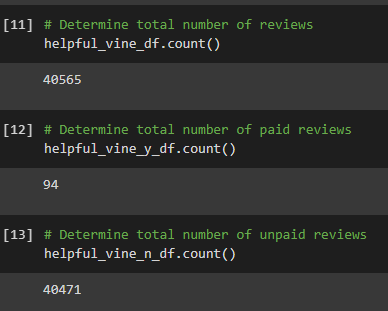 [11] # Determine total number of reviews
helpful_vine_df.count()
40565
[12] # Determine total number of paid reviews
helpful_vine_y_df.count()
94
[13] # Determine total number of unpaid reviews
helpful_vine_n_df.count()
40471